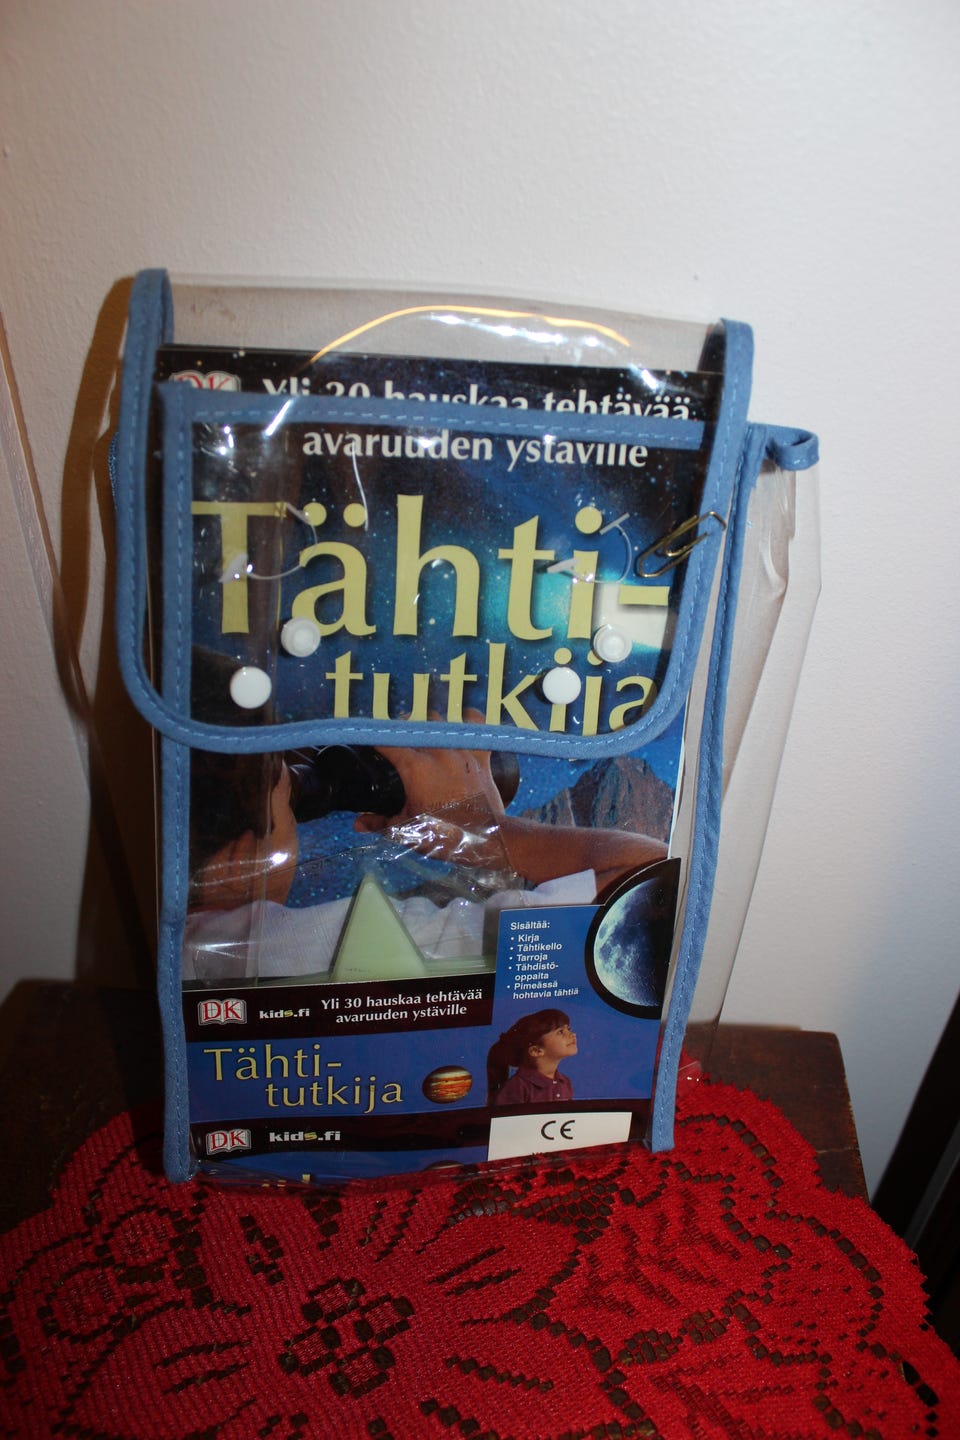 DK
Yli 30 hauskaa tehtävää
avaruuden ystäville
Tähti-
tutkija
Sisältää:
• Kirja
• Tähtikello
• Tarroja
• Tähdistö-
oppaita
• Pimeässä
hohtavia tähtiä
DK kids.fi
Yli 30 hauskaa tehtävää
avaruuden ystäville
Tähti-
tutkija
DK kids.fi
CE